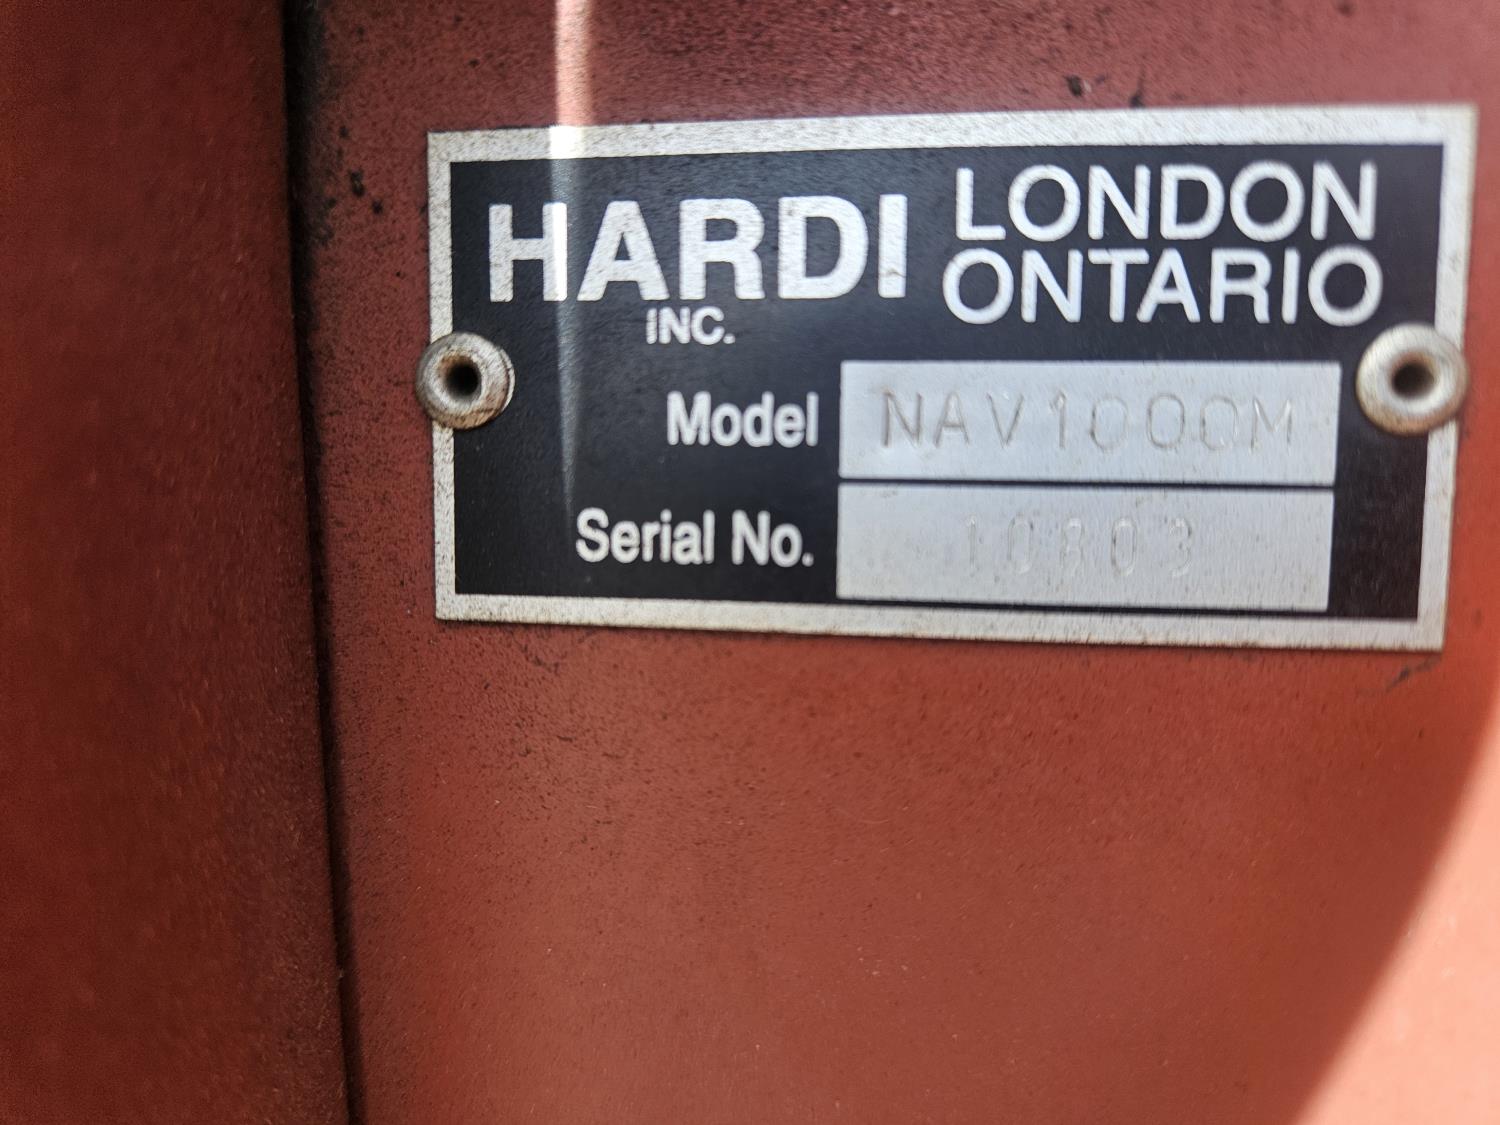 HARDI LONDON
INC. ONTARIO
Model NAV1000M
Serial No. 10803